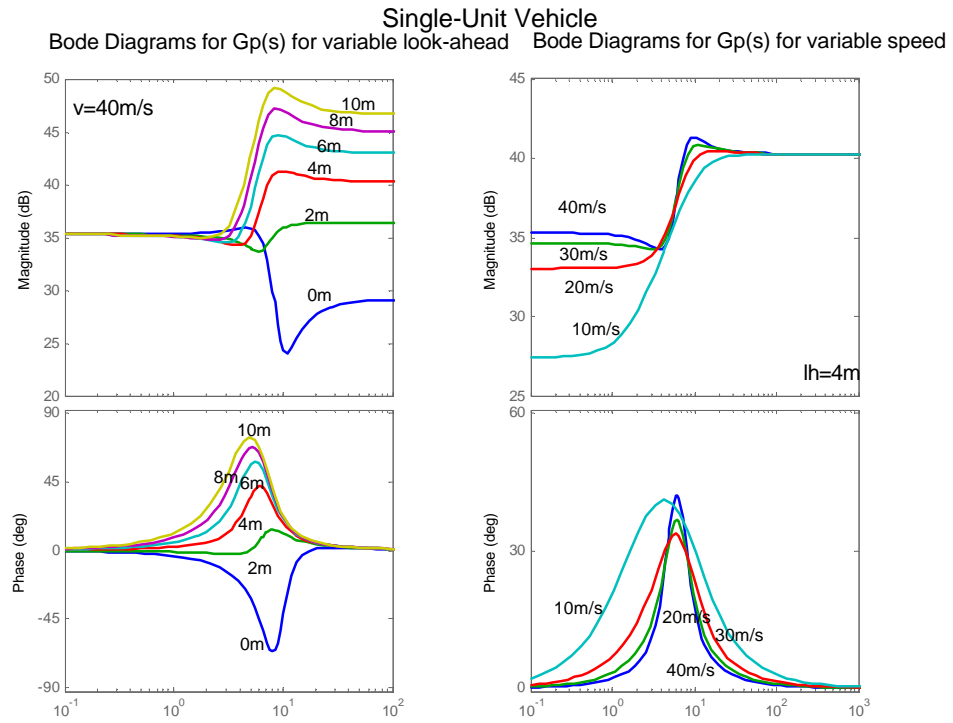 Single-Unit Vehicle
Bode Diagrams for Gp(s) for variable look-ahead
Bode Diagrams for Gp(s) for variable speed
50
45
40
35
30
25
20
Magnitude (dB)
v=40m/s
10m
8m
6m
4m
2m
0m
45
40
35
30
25
Magnitude (dB)
40m/s
30m/s
20m/s
10m/s
lh=4m
90
45
0
-45
-90
Phase (deg)
10m
8m
6m
4m
2m
0m
10^-1
10^0
10^1
10^2
60
30
0
Phase (deg)
10m/s
20m/s
30m/s
40m/s
10^-1
10^0
10^1
10^2
10^3